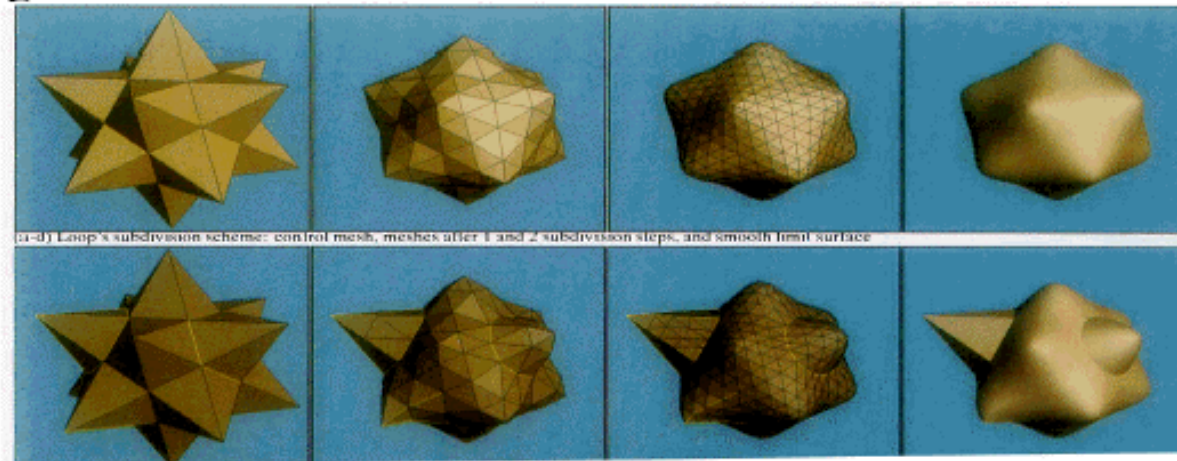 (a-d) Loop's subdivision scheme: control mesh, meshes after 1 and 2 subdivision steps, and smooth limit surface